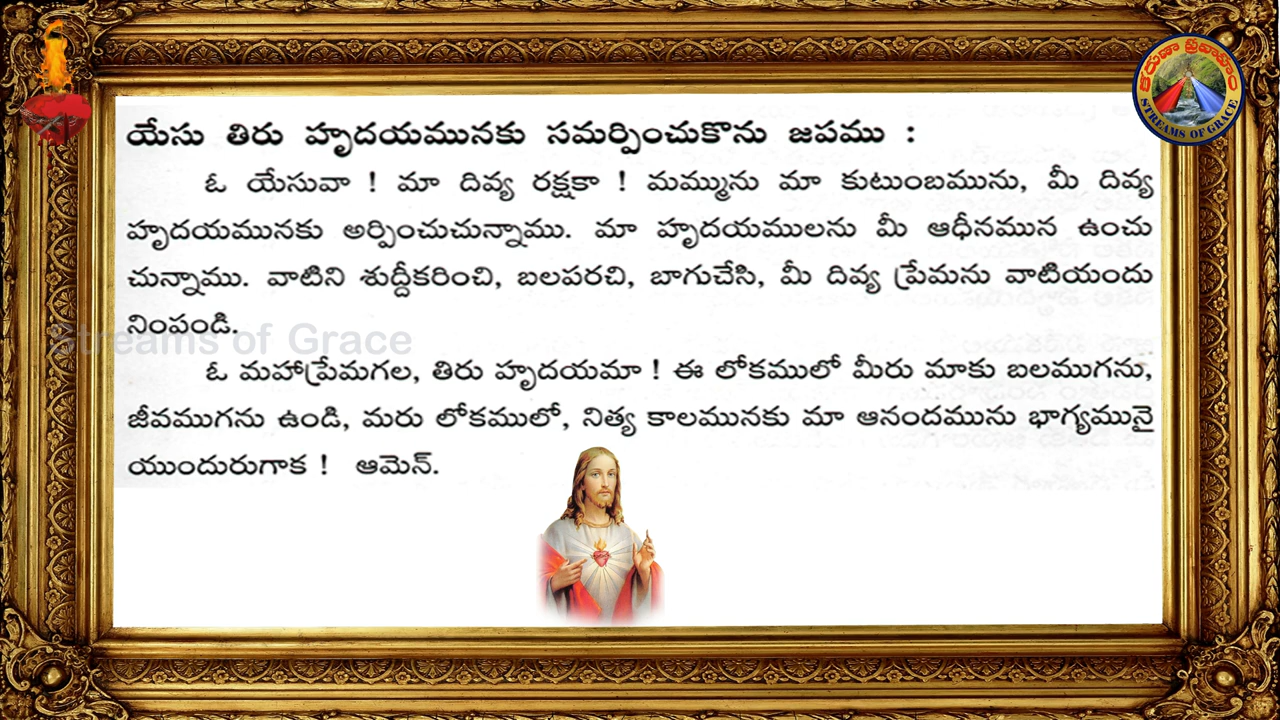 కరుణా ప్రవాహం
STREAMS OF GRACE
యేసు తిరు హృదయమునకు సమర్పించుకొను జపము :
ఓ యేసువా ! మా దివ్య రక్షకా ! మమ్మును మా కుటుంబమును, మీ దివ్య
హృదయమునకు అర్పించుచున్నాము. మా హృదయములను మీ ఆధీనమున ఉంచు
చున్నాము. వాటిని శుద్దీకరించి, బలపరచి, బాగుచేసి, మీ దివ్య ప్రేమను వాటియందు
నింపండి.
Streams of Grace
ఓ మహాప్రేమగల, తిరు హృదయమా ! ఈ లోకములో మీరు మాకు బలముగను,
జీవముగను ఉండి, మరు లోకములో, నిత్య కాలమునకు మా ఆనందమును భాగ్యమునై
యుందురుగాక ! ఆమెన్.